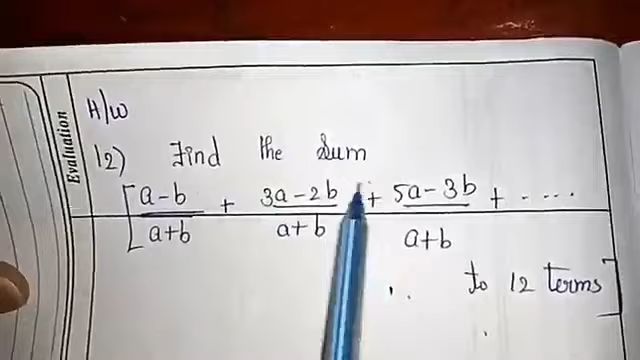 Evaluation
H/W
12) Find the Sum
[a-b/a+b + 3a-2b/a+b + 5a-3b/a+b + ....
.. to 12 terms]